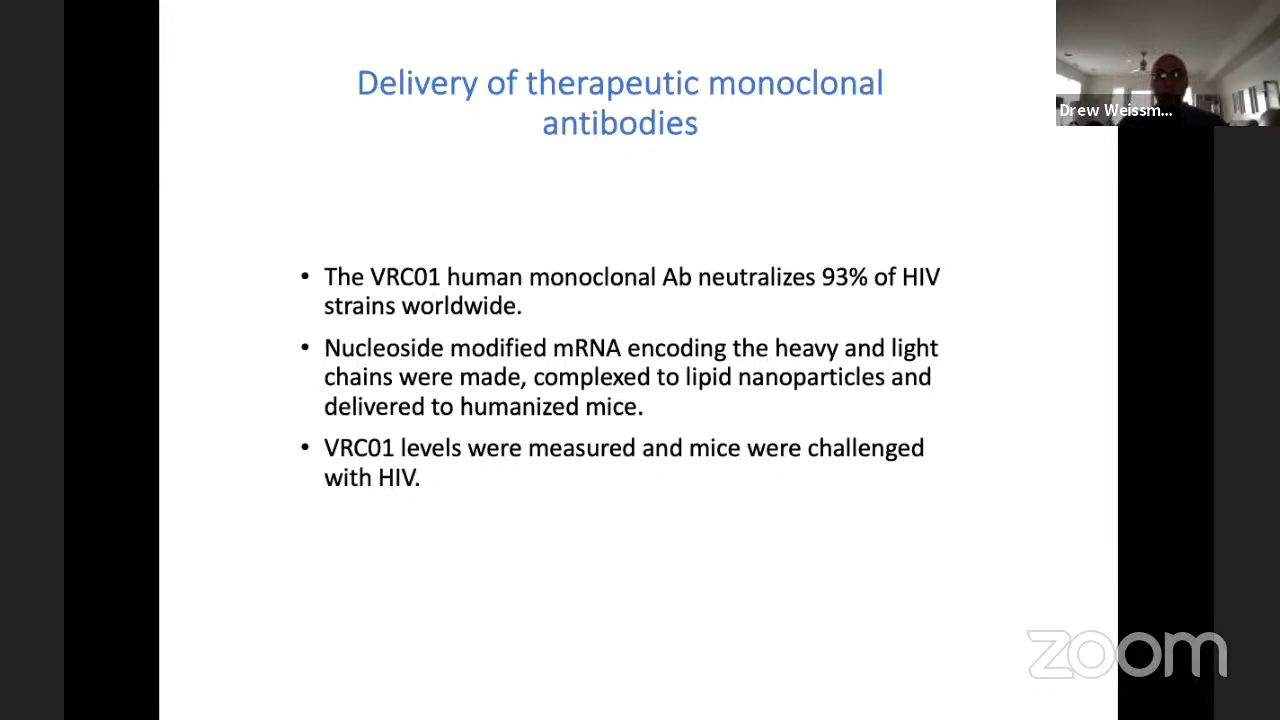 Delivery of therapeutic monoclonal
antibodies
Drew Weissm...
• The VRC01 human monoclonal Ab neutralizes 93% of HIV
strains worldwide.
• Nucleoside modified mRNA encoding the heavy and light
chains were made, complexed to lipid nanoparticles and
delivered to humanized mice.
• VRC01 levels were measured and mice were challenged
with HIV.
zoom